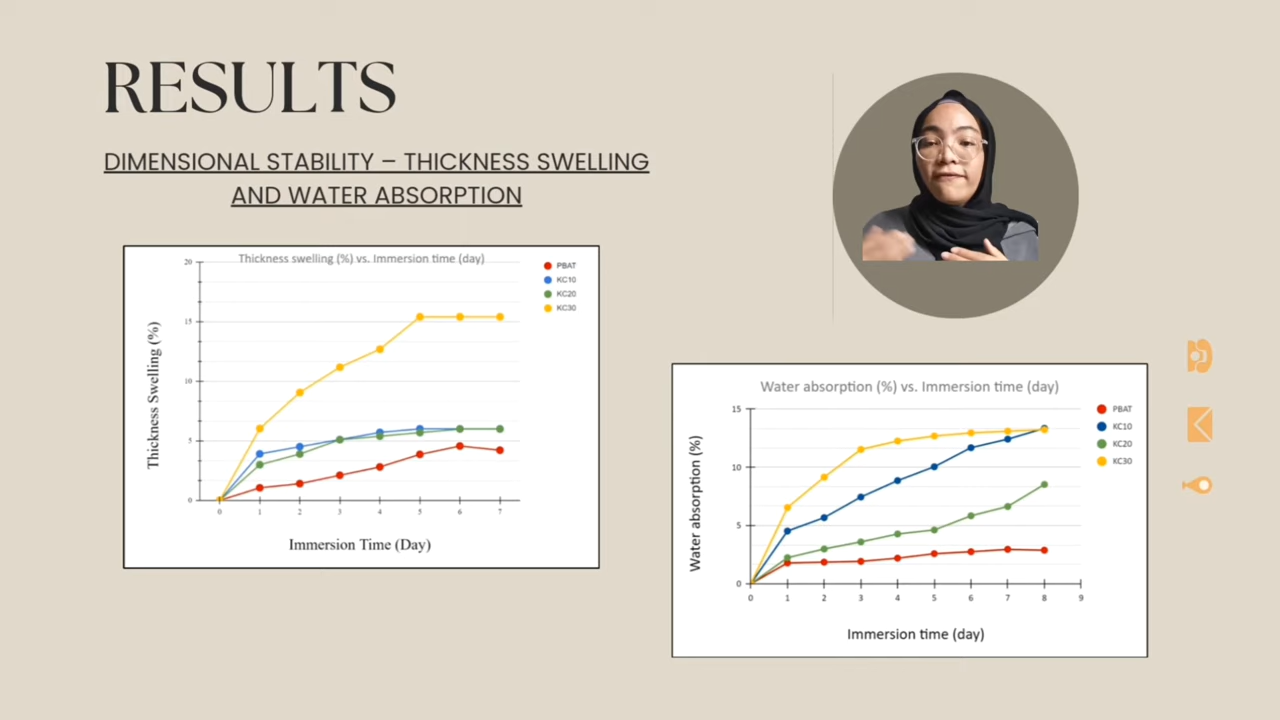 RESULTS
DIMENSIONAL STABILITY – THICKNESS SWELLING
AND WATER ABSORPTION
Thickness swelling (%) vs. Immersion time (day)
20
15
10
5
0
Thickness Swelling (%)
0 1 2 3 4 5 6 7
Immersion Time (Day)
PBAT
KC10
KC20
KC30
Water absorption (%) vs. Immersion time (day)
15
10
5
0
Water absorption (%)
0 1 2 3 4 5 6 7 8 9
Immersion time (day)
PBAT
KC10
KC20
KC30